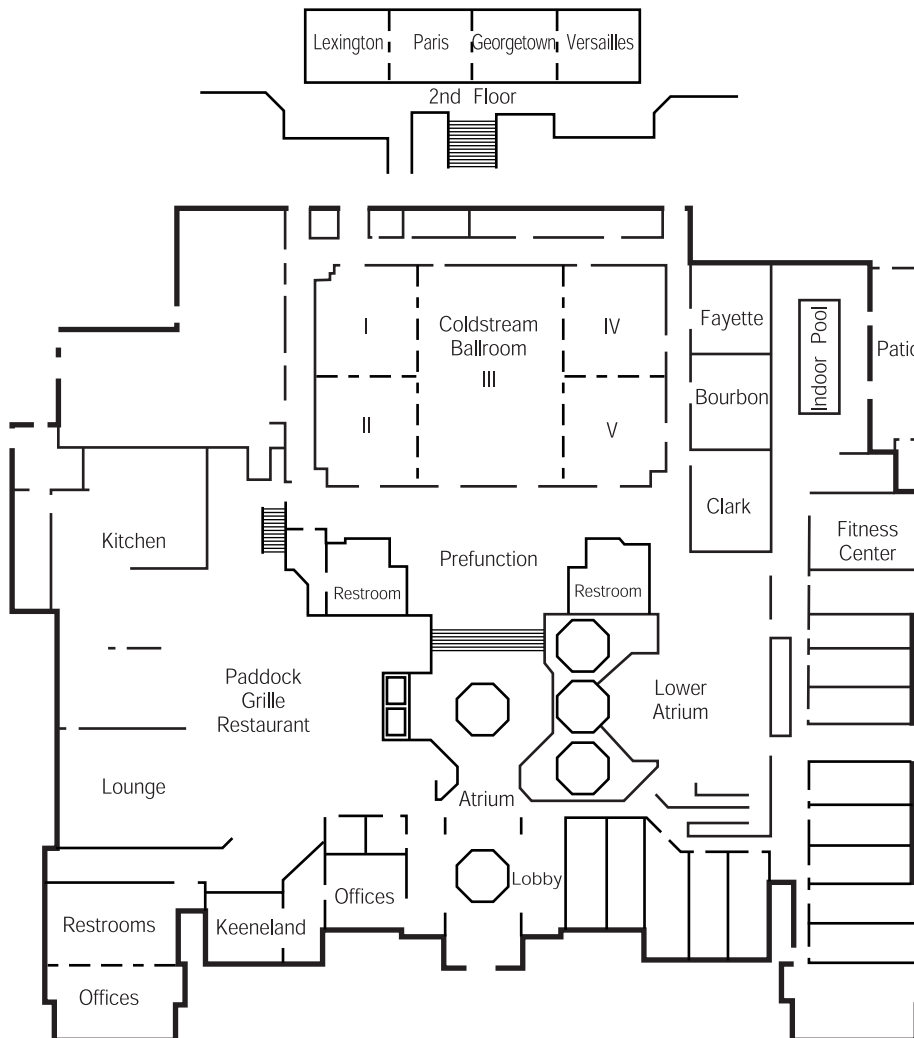 Lexington
Paris
Georgetown
Versailles
2nd Floor
I
Coldstream
Ballroom
III
IV
II
V
Fayette
Bourbon
Clark
Indoor Pool
Patio
Kitchen
Prefunction
Restroom
Restroom
Fitness
Center
Paddock
Grille
Restaurant
Lower
Atrium
Lounge
Atrium
Lobby
Offices
Keeneland
Restrooms
Offices